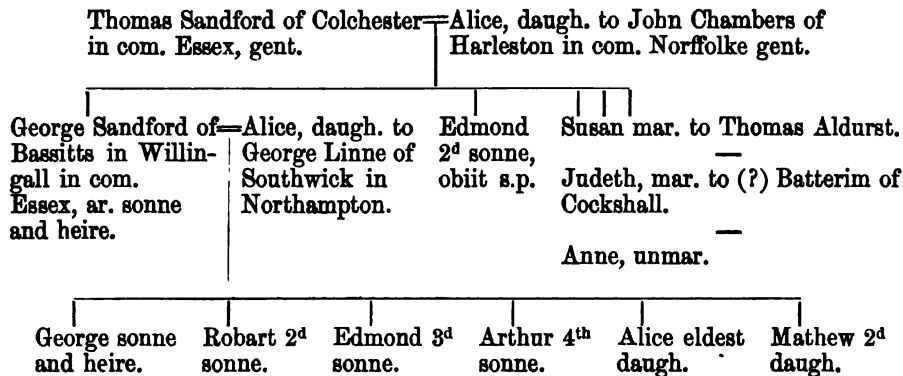 Thomas Sandford of Colchester=Alice, daugh. to John Chambers of
in com. Essex, gent. Harleston in com. Norffolke gent.
George Sandford of=Alice, daugh. to
Bassitts in Willin- George Linne of
gall in com. Southwick in
Essex, ar. sonne Northampton.
and heire.
Edmond
2d sonne,
obiit s.p.
Susan mar. to Thomas Aldurst.
—
Judeth, mar. to (?) Batterim of
Cockshall.
—
Anne, unmar.
George sonne
and heire.
Robart 2d
sonne.
Edmond 3d
sonne.
Arthur 4th
sonne.
Alice eldest
daugh.
Mathew 2d
daugh.